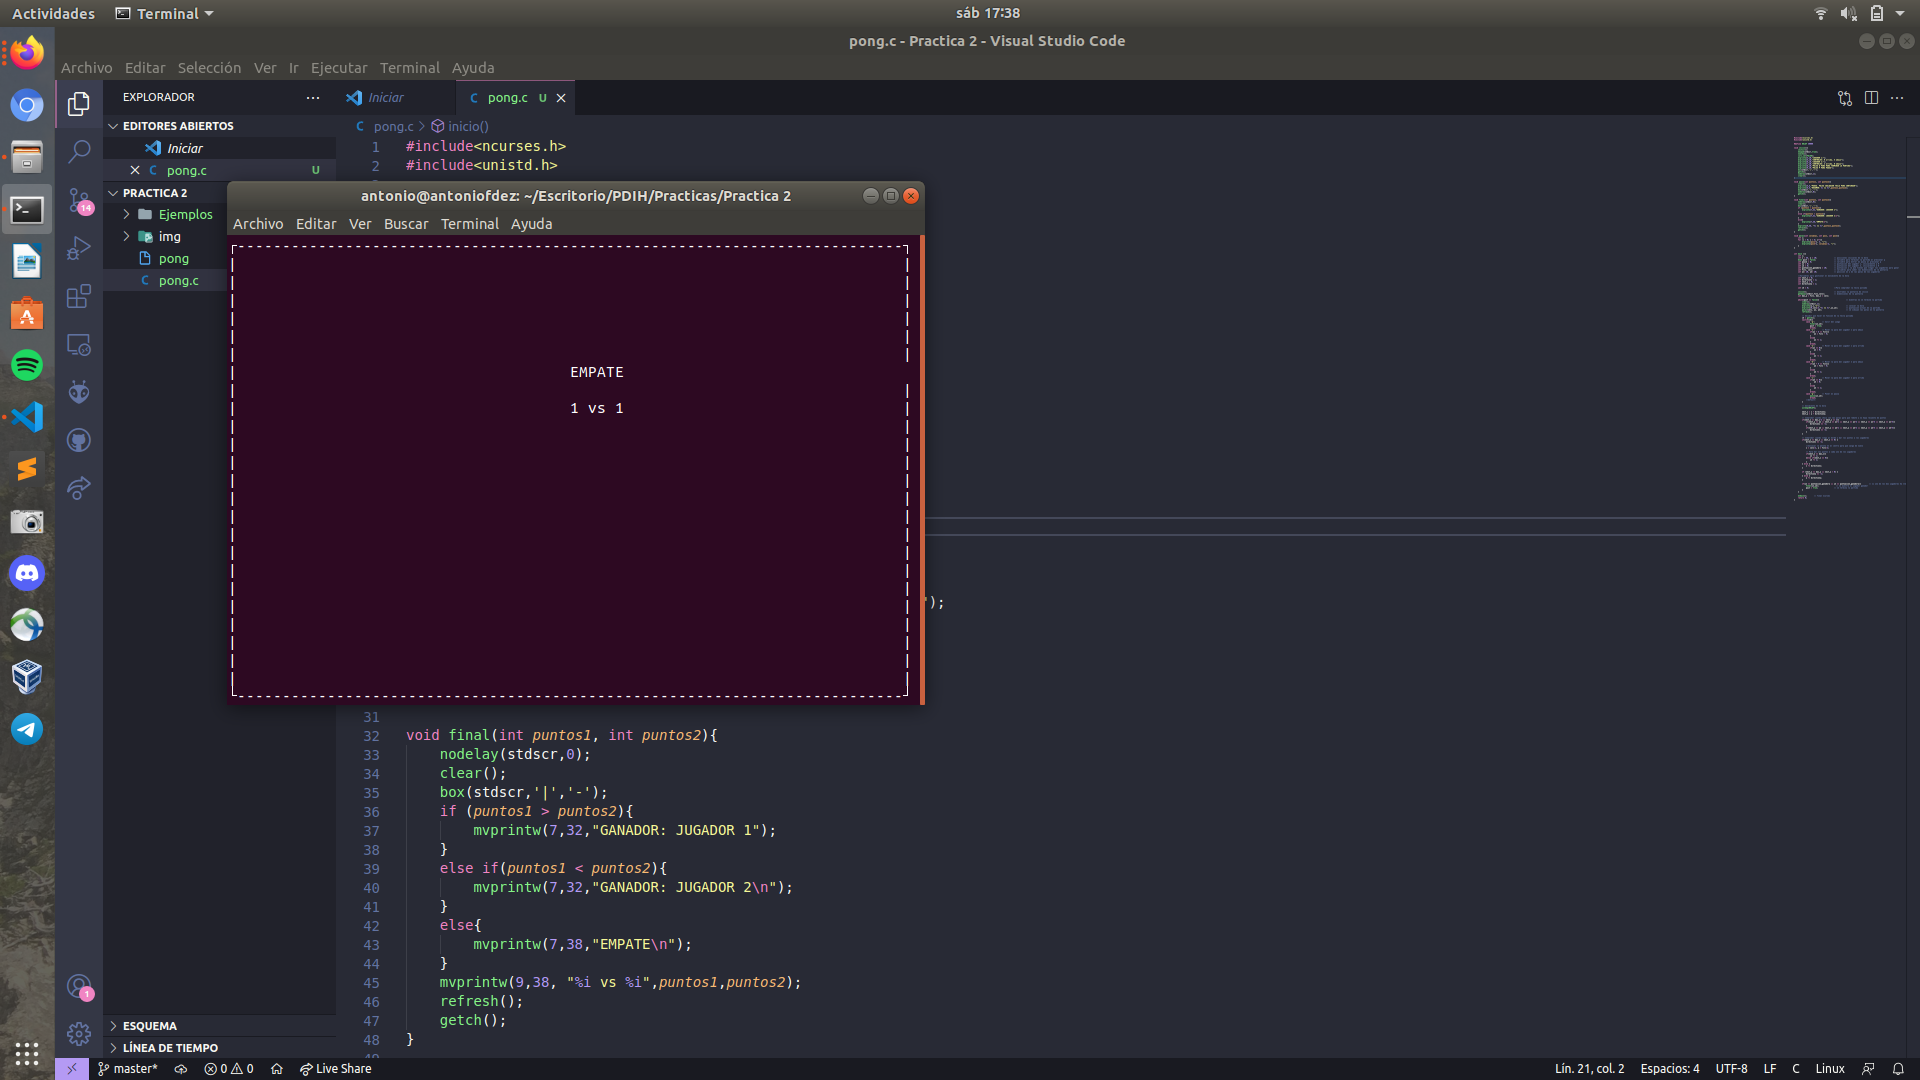 Actividades
Terminal
sáb 17:38
pong.c - Practica 2 - Visual Studio Code
Archivo Editar Selección Ver Ir Ejecutar Terminal Ayuda
EXPLORADOR
Iniciar
C pong.c U
EDITORES ABIERTOS
Iniciar
C pong.c U
PRACTICA 2
Ejemplos
img
pong
C pong.c
14
C pong.c > inicio()
1 #include<ncurses.h>
2 #include<unistd.h>
antonio@antoniofdez: ~/Escritorio/PDIH/Practicas/Practica 2
Archivo Editar Ver Buscar Terminal Ayuda
EMPATE
1 vs 1
");
31
32 void final(int puntos1, int puntos2){
33 nodelay(stdscr,0);
34 clear();
35 box(stdscr,'|','-');
36 if (puntos1 > puntos2){
37 mvprintw(7,32,"GANADOR: JUGADOR 1");
38 }
39 else if(puntos1 < puntos2){
40 mvprintw(7,32,"GANADOR: JUGADOR 2\n");
41 }
42 else{
43 mvprintw(7,38,"EMPATE\n");
44 }
45 mvprintw(9,38, "%i vs %i",puntos1,puntos2);
46 refresh();
47 getch();
48 }
1
ESQUEMA
LÍNEA DE TIEMPO
master*
0 0
Live Share
Lín. 21, col. 2
Espacios: 4
UTF-8
LF
C
Linux